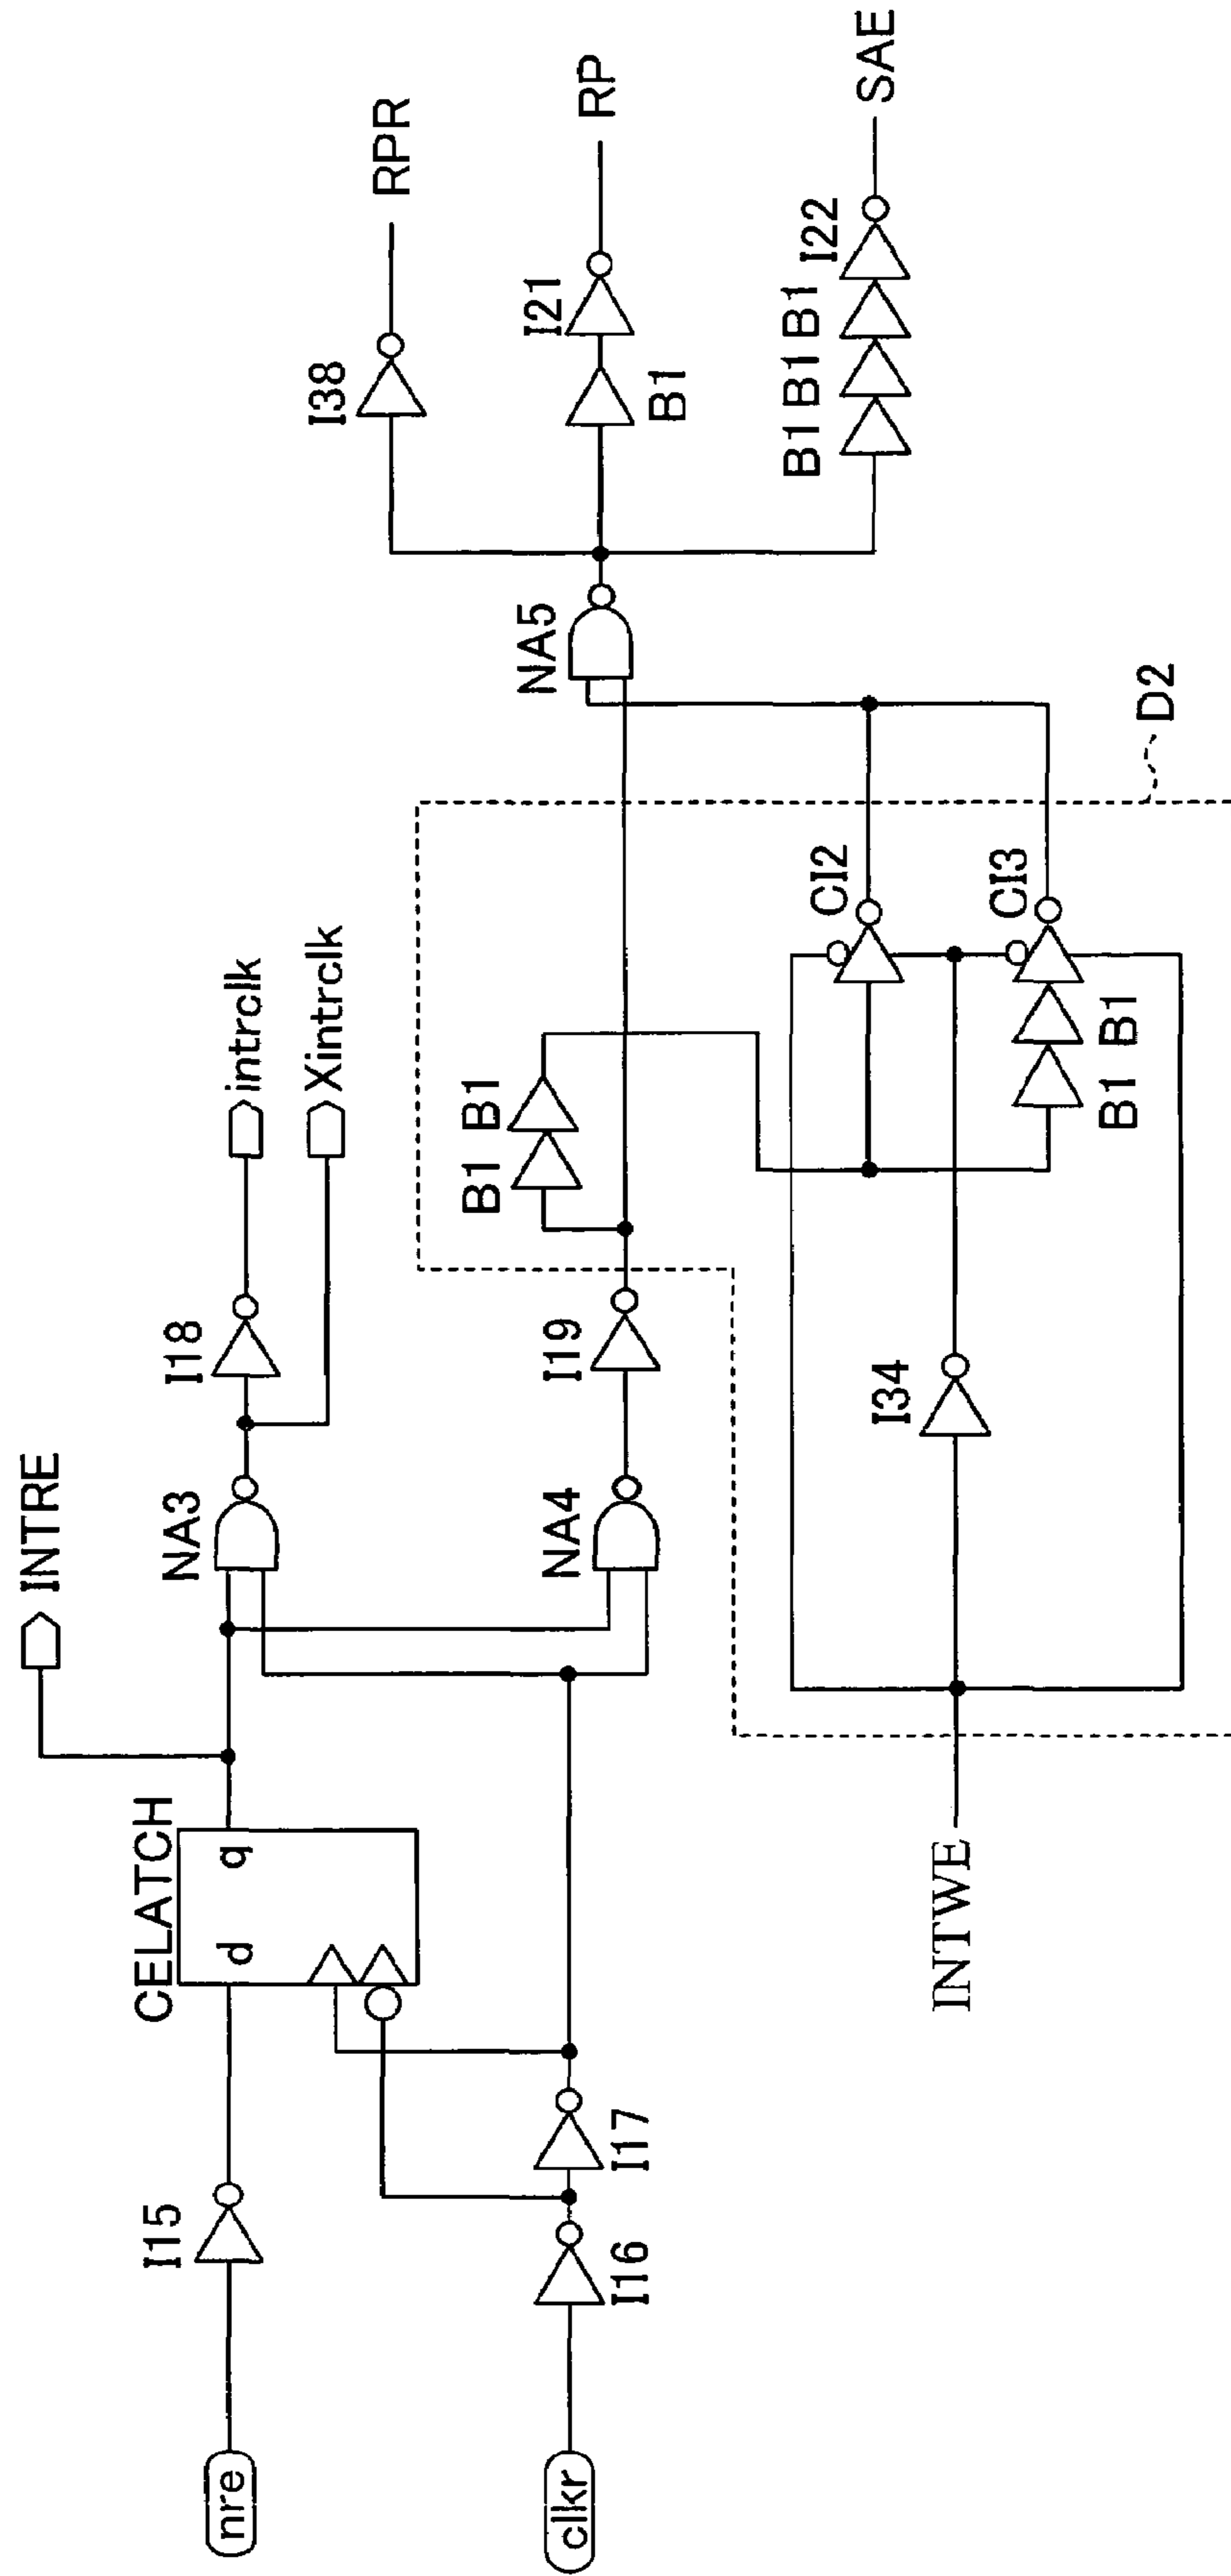 nre
I15
CELATCH
d
q
INTRE
NA3
I18
intrclk
Xintrclk
clkr
I16
I17
NA4
I19
B1 B1
NA5
I38
RPR
B1
I21
RP
B1 B1 B1
I22
SAE
INTWE
I34
CI2
B1
B1
CI3
D2